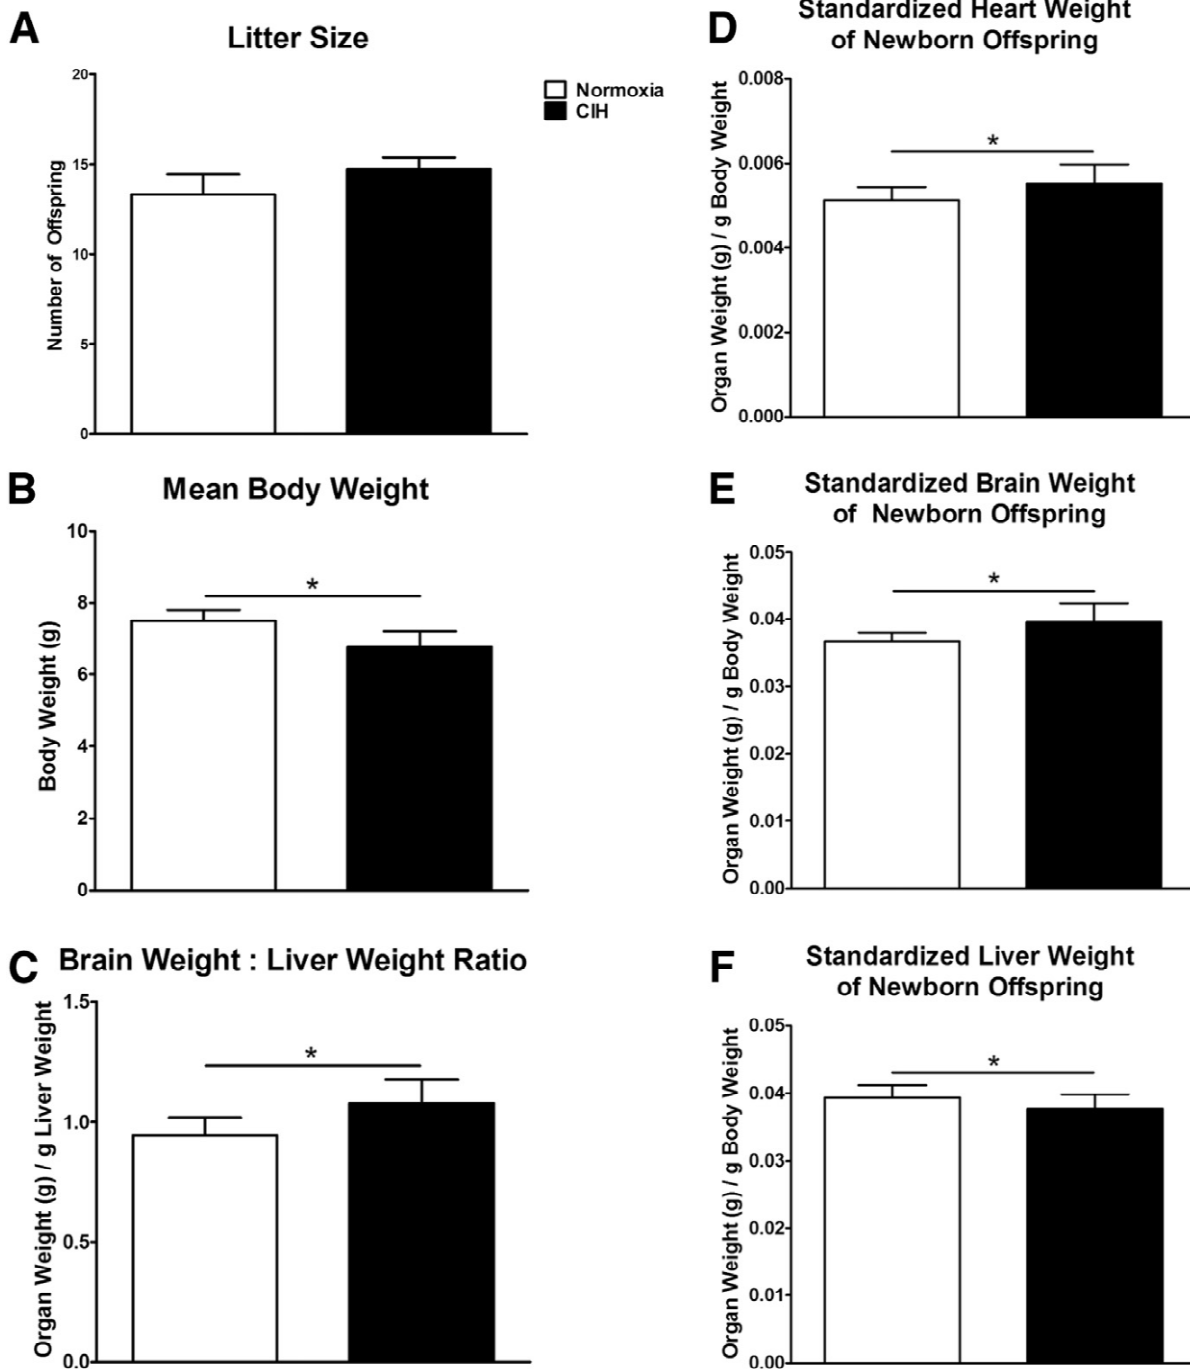 A
Litter Size
20
15
10
5
0
Number of Offspring
Normoxia
CIH
B
Mean Body Weight
10
8
6
4
2
0
Body Weight (g)
*
C
Brain Weight : Liver Weight Ratio
1.5
1.0
0.5
0.0
Organ Weight (g) / g Liver Weight
*
D
Standardized Heart Weight
of Newborn Offspring
0.008
0.006
0.004
0.002
0.000
Organ Weight (g) / g Body Weight
*
E
Standardized Brain Weight
of Newborn Offspring
0.05
0.04
0.03
0.02
0.01
0.00
Organ Weight (g) / g Body Weight
*
F
Standardized Liver Weight
of Newborn Offspring
0.05
0.04
0.03
0.02
0.01
0.00
Organ Weight (g) / g Body Weight
*